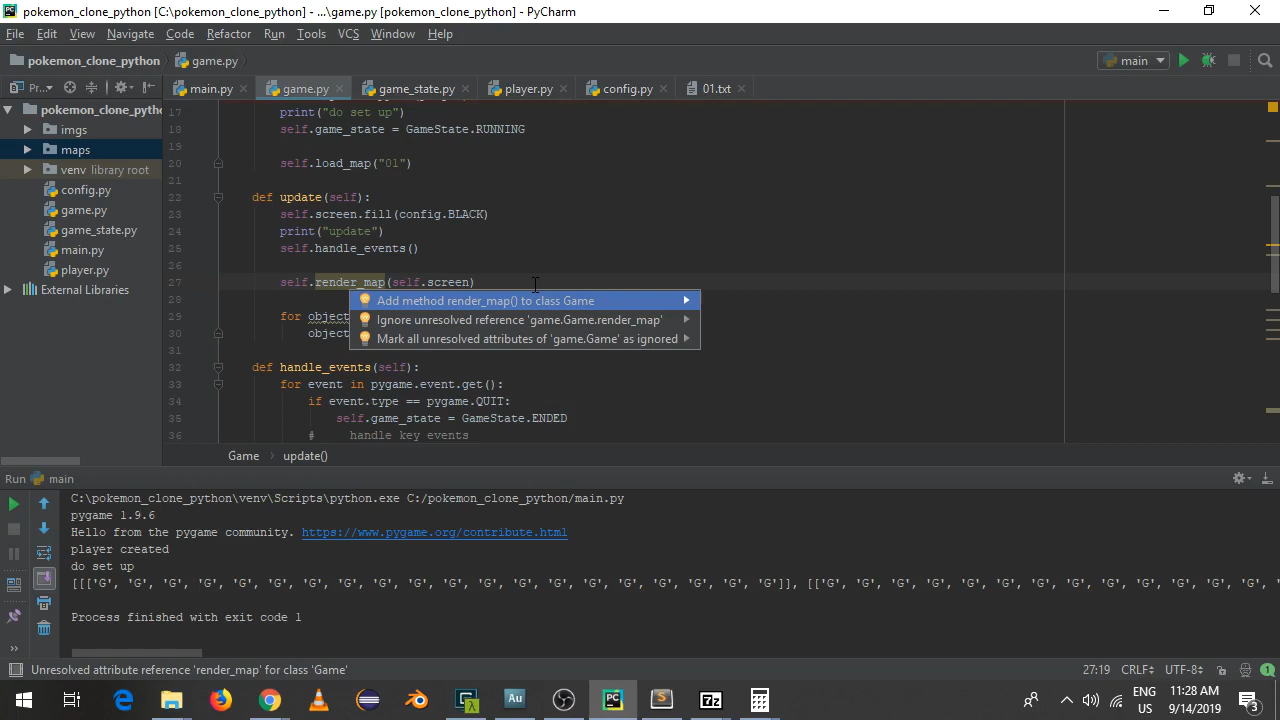 pokemon_clone_python [C:\pokemon_clone_python] - ...\game.py [pokemon_clone_python] - PyCharm
File Edit View Navigate Code Refactor Run Tools VCS Window Help
pokemon_clone_python game.py main
Pr... main.py game.py game_state.py player.py config.py 01.txt
pokemon_clone_pytho
imgs
maps
venv library root
config.py
game.py
game_state.py
main.py
player.py
External Libraries
17 print("do set up")
18 self.game_state = GameState.RUNNING
19
20 self.load_map("01")
21
22 def update(self):
23 self.screen.fill(config.BLACK)
24 print("update")
25 self.handle_events()
26
27 self.render_map(self.screen)
28
29 for object
30 object
31
32 def handle_events(self):
33 for event in pygame.event.get():
34 if event.type == pygame.QUIT:
35 self.game_state = GameState.ENDED
36 # handle key events
Add method render_map() to class Game
Ignore unresolved reference 'game.Game.render_map'
Mark all unresolved attributes of 'game.Game' as ignored
Game update()
Run main
C:\pokemon_clone_python\venv\Scripts\python.exe C:/pokemon_clone_python/main.py
pygame 1.9.6
Hello from the pygame community. https://www.pygame.org/contribute.html
player created
do set up
[[['G', 'G', 'G', 'G', 'G', 'G', 'G', 'G', 'G', 'G', 'G', 'G', 'G', 'G', 'G', 'G', 'G', 'G', 'G', 'G']], [['G', 'G', 'G', 'G', 'G', 'G', 'G', 'G', 'G', 'G', 'G', 'G', 'G',
Process finished with exit code 1
Unresolved attribute reference 'render_map' for class 'Game' 27:19 CRLF UTF-8 1
ENG 11:28 AM
US 9/14/2019 3